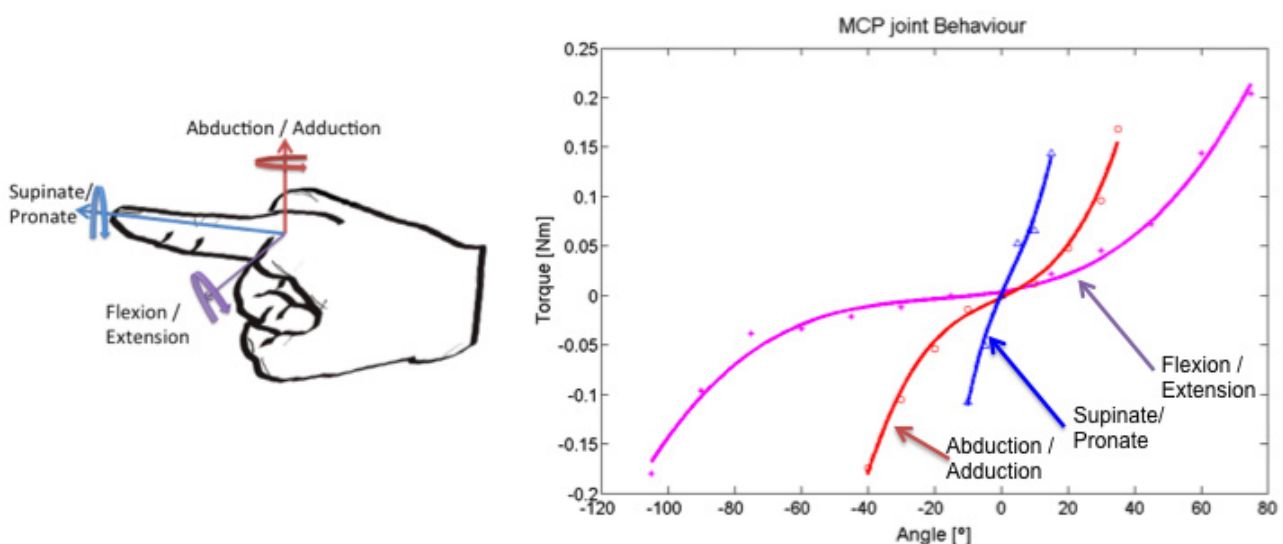 Abduction / Adduction
Supinate/
Pronate
Flexion /
Extension
MCP joint Behaviour
0.25
0.2
0.15
0.1
0.05
0
-0.05
-0.1
-0.15
-0.2
Torque [Nm]
-120 -100 -80 -60 -40 -20 0 20 40 60 80
Angle [º]
Flexion /
Extension
Supinate/
Pronate
Abduction /
Adduction